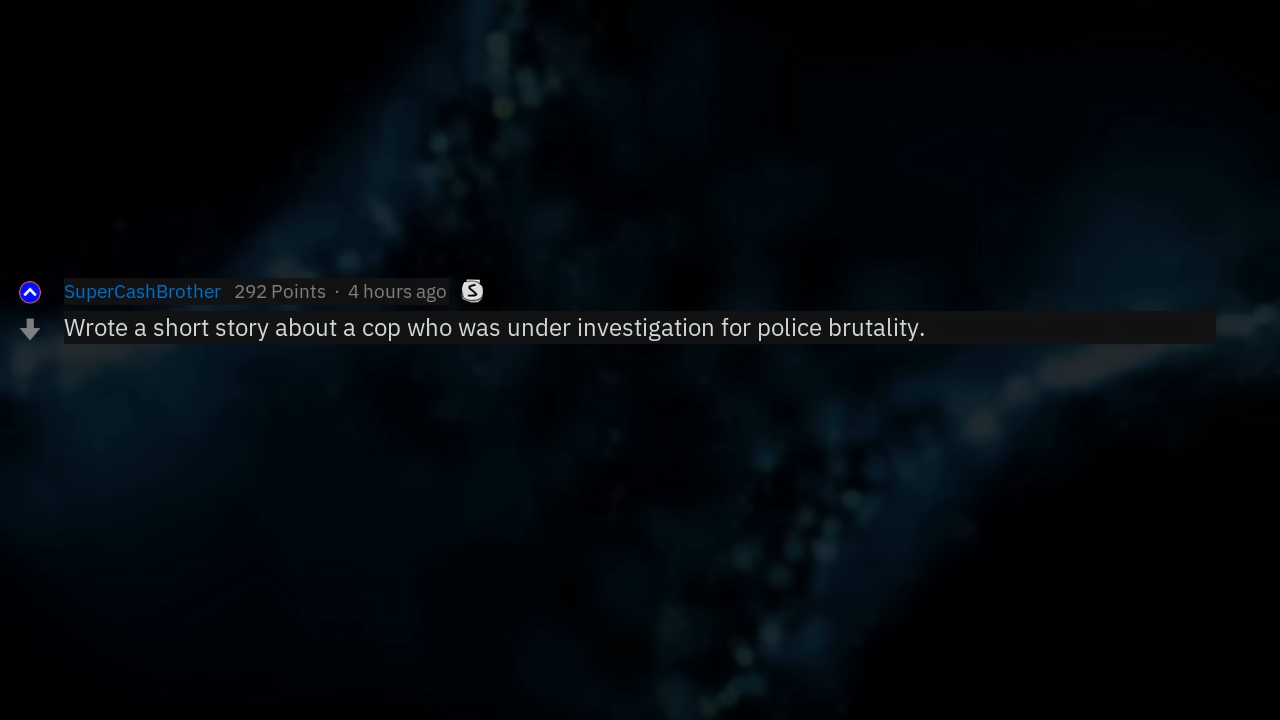 SuperCashBrother 292 Points · 4 hours ago S
Wrote a short story about a cop who was under investigation for police brutality.